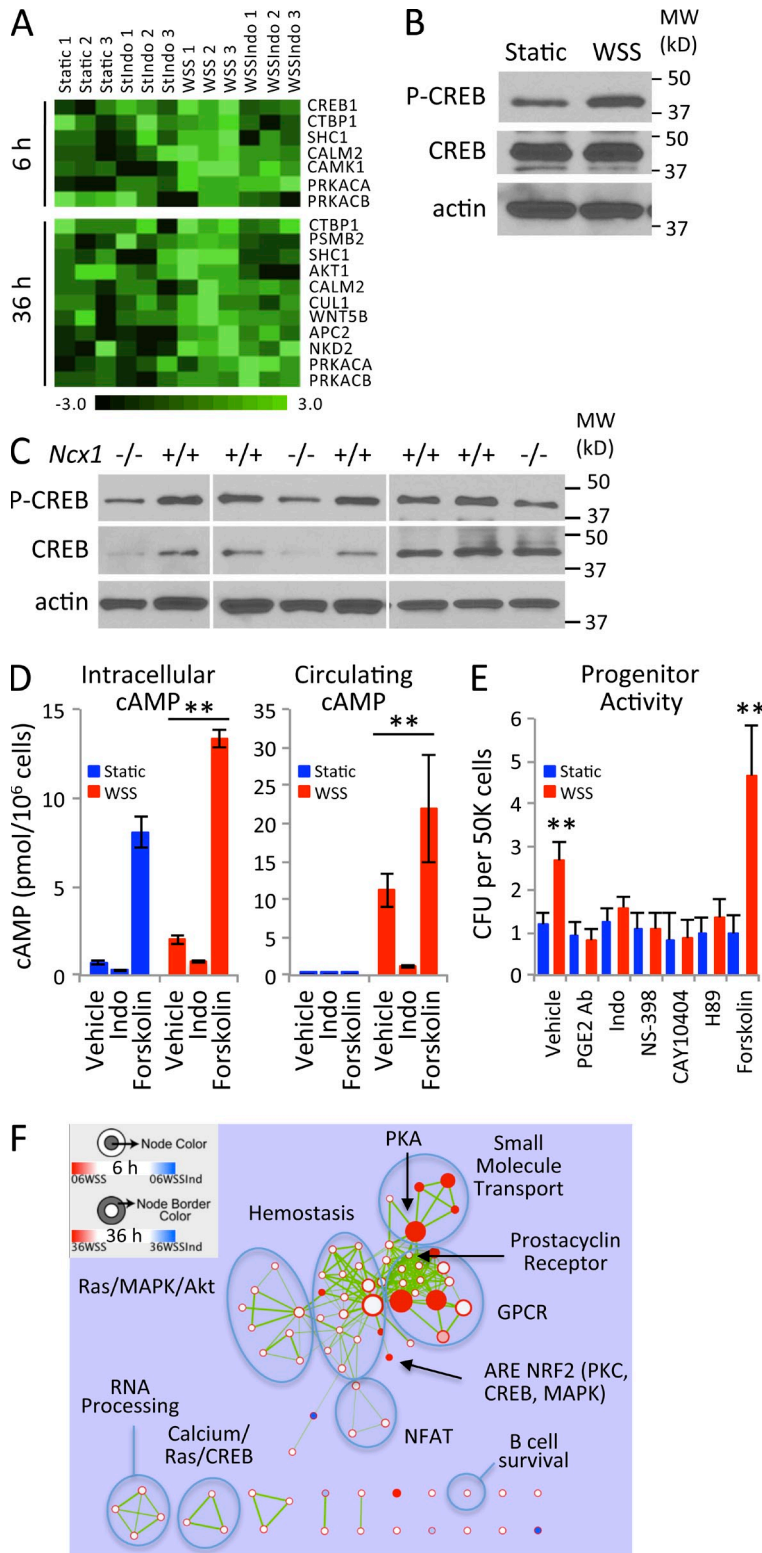 A
Static 1
Static 2
Static 3
StIndo 1
StIndo 2
StIndo 3
WSS 1
WSS 2
WSS 3
WSSIndo 1
WSSIndo 2
WSSIndo 3
6 h
CREB1
CTBP1
SHC1
CALM2
CAMK1
PRKACA
PRKACB
36 h
CTBP1
PSMB2
SHC1
AKT1
CALM2
CUL1
WNT5B
APC2
NKD2
PRKACA
PRKACB
-3.0 3.0
B
Static WSS
MW
(kD)
P-CREB
50
37
CREB
50
37
actin
37
C
Ncx1 -/- +/+ +/+ -/- +/+ +/+ +/+ -/-
MW
(kD)
P-CREB
50
37
CREB
50
37
actin
37
D
Intracellular
cAMP
**
Static
WSS
cAMP (pmol/10⁶ cells)
15
10
5
0
Vehicle
Indo
Forskolin
Vehicle
Indo
Forskolin
Circulating
cAMP
**
Static
WSS
35
30
25
20
15
10
5
0
Vehicle
Indo
Forskolin
Vehicle
Indo
Forskolin
E
Progenitor
Activity
**
**
Static
WSS
CFU per 50K cells
6
5
4
3
2
1
0
Vehicle
PGE2 Ab
Indo
NS-398
CAY10404
H89
Forskolin
F
Node Color
6 h
06WSS 06WSSInd
Node Border
Color
36 h
36WSS 36WSSInd
PKA
Small
Molecule
Transport
Hemostasis
Prostacyclin
Receptor
Ras/MAPK/Akt
GPCR
ARE NRF2 (PKC,
CREB, MAPK)
RNA
Processing
Calcium/
Ras/CREB
NFAT
B cell
survival